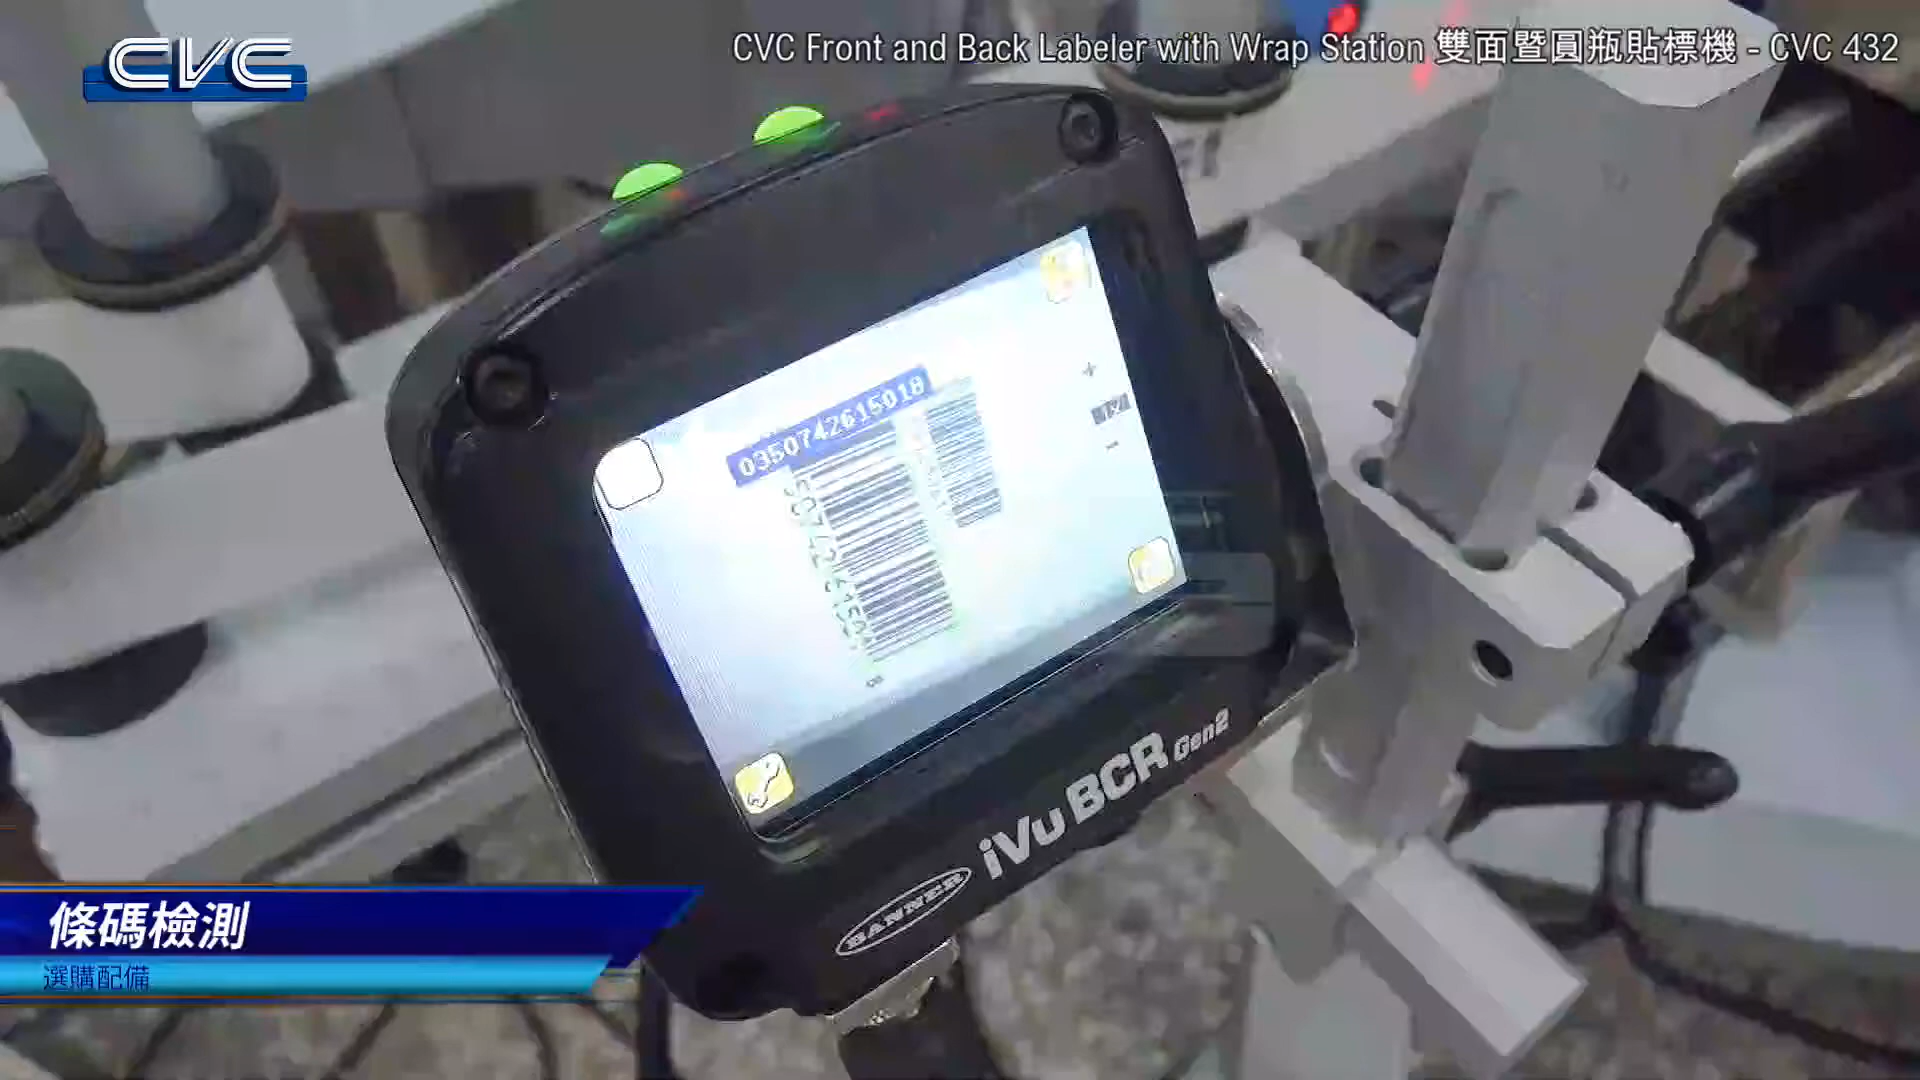 CVC
CVC Front and Back Labeler with Wrap Station 雙面暨圓瓶貼標機 - CVC 432
0350742615018
+
1x
-
iVu BCR Gen2
BANNER
條碼檢測
選購配備